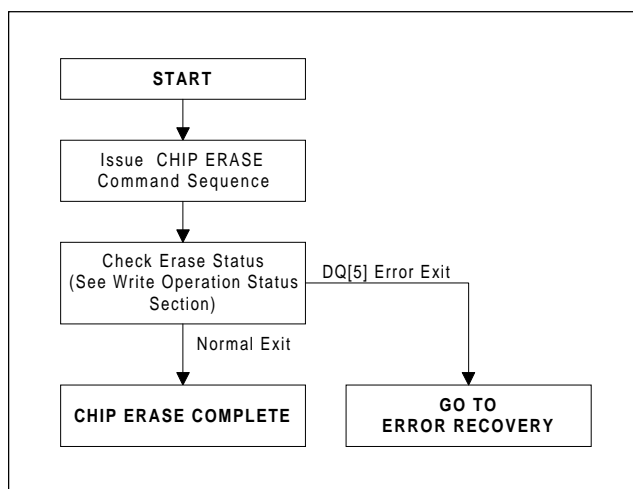 START
Issue CHIP ERASE
Command Sequence
Check Erase Status
(See Write Operation Status
Section)
DQ[5] Error Exit
Normal Exit
CHIP ERASE COMPLETE
GO TO
ERROR RECOVERY